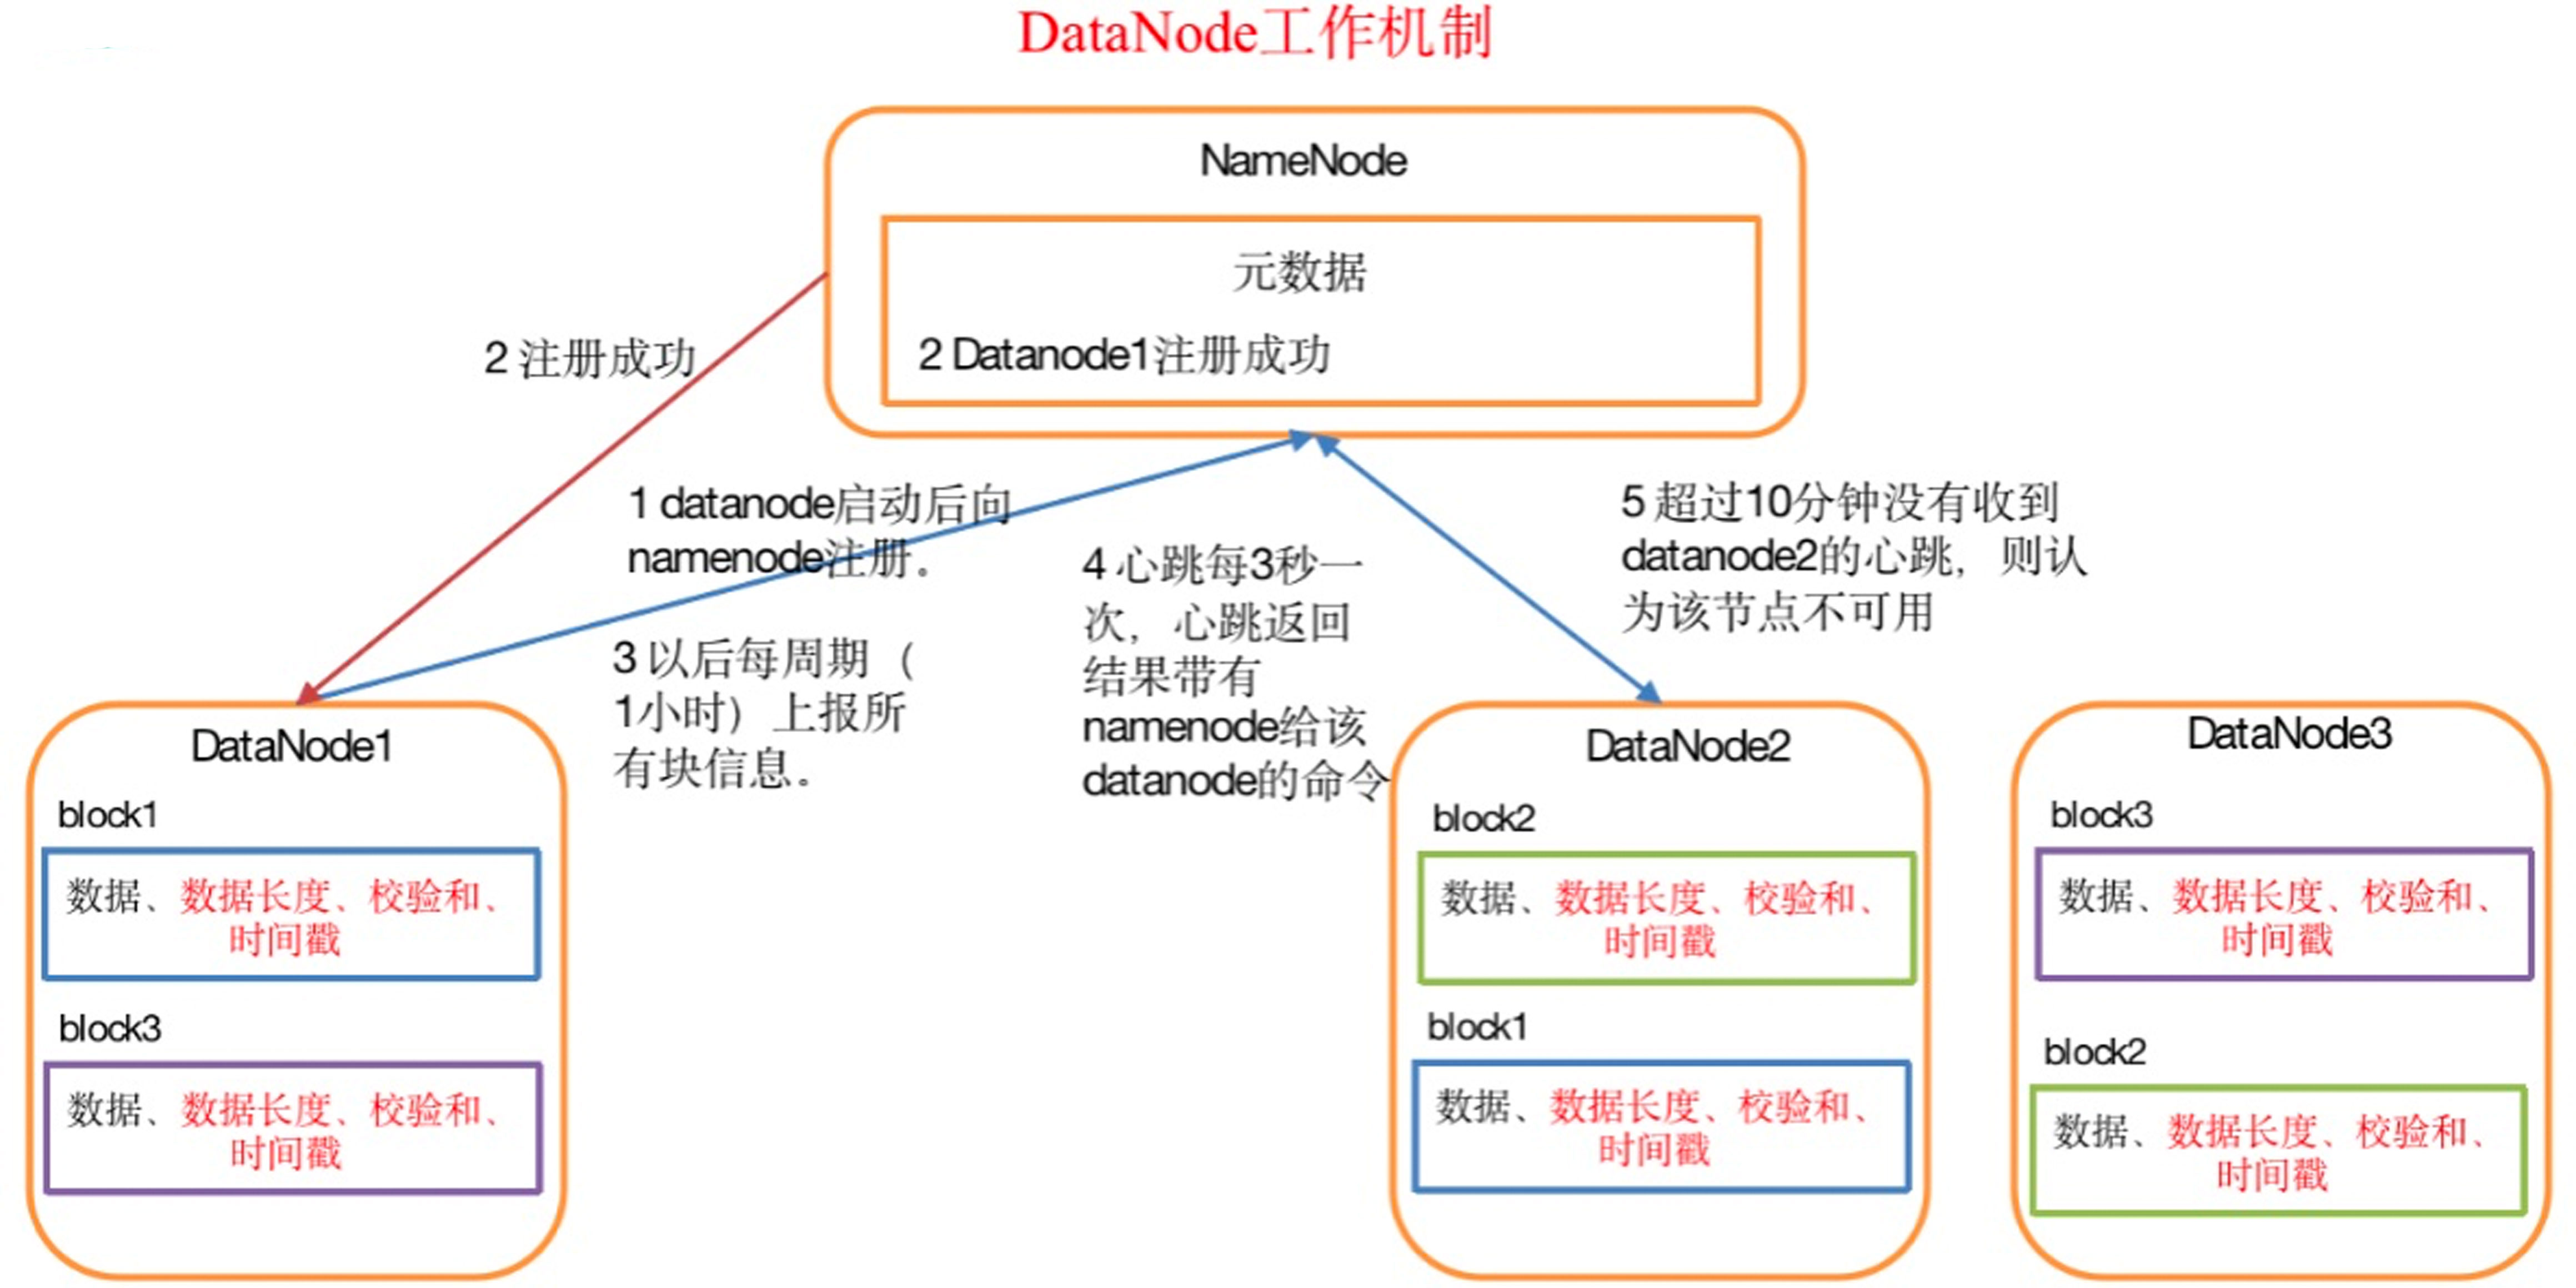 DataNode工作机制
NameNode
元数据
2 Datanode1注册成功
2 注册成功
1 datanode启动后向
namenode注册。
3 以后每周期（
1小时）上报所
有块信息。
4 心跳每3秒一
次，心跳返回
结果带有
namenode给该
datanode的命令
5 超过10分钟没有收到
datanode2的心跳，则认
为该节点不可用
DataNode1
block1
数据、数据长度、校验和、
时间戳
block3
数据、数据长度、校验和、
时间戳
DataNode2
block2
数据、数据长度、校验和、
时间戳
block1
数据、数据长度、校验和、
时间戳
DataNode3
block3
数据、数据长度、校验和、
时间戳
block2
数据、数据长度、校验和、
时间戳